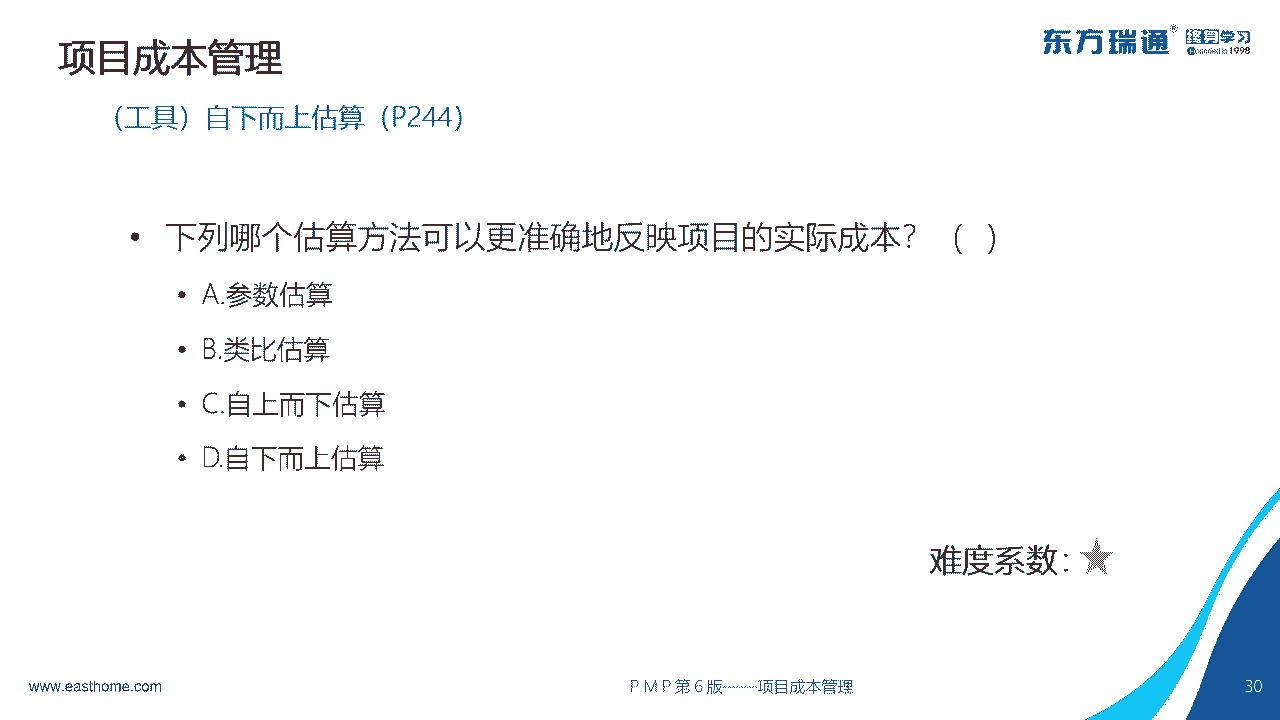 项目成本管理
东方瑞通® 终身学习
Founded in 1998
（工具）自下而上估算（P244）
• 下列哪个估算方法可以更准确地反映项目的实际成本？（ ）
• A.参数估算
• B.类比估算
• C.自上而下估算
• D.自下而上估算
难度系数：★
www.easthome.com
PMP第6版-------项目成本管理
30